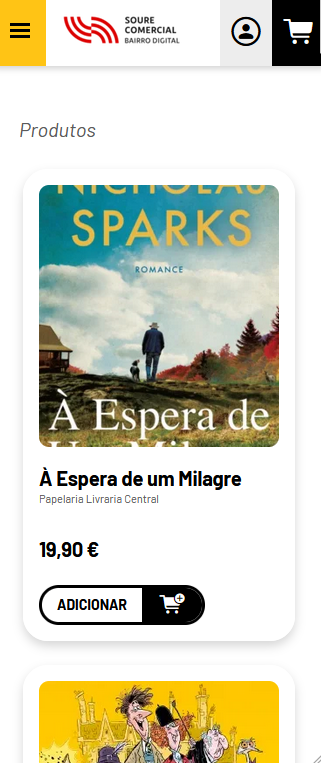 SOURE
COMERCIAL
BAIRRO DIGITAL
Produtos
NICHOLAS
SPARKS
ROMANCE
À Espera de
À Espera de um Milagre
Papelaria Livraria Central
19,90 €
ADICIONAR